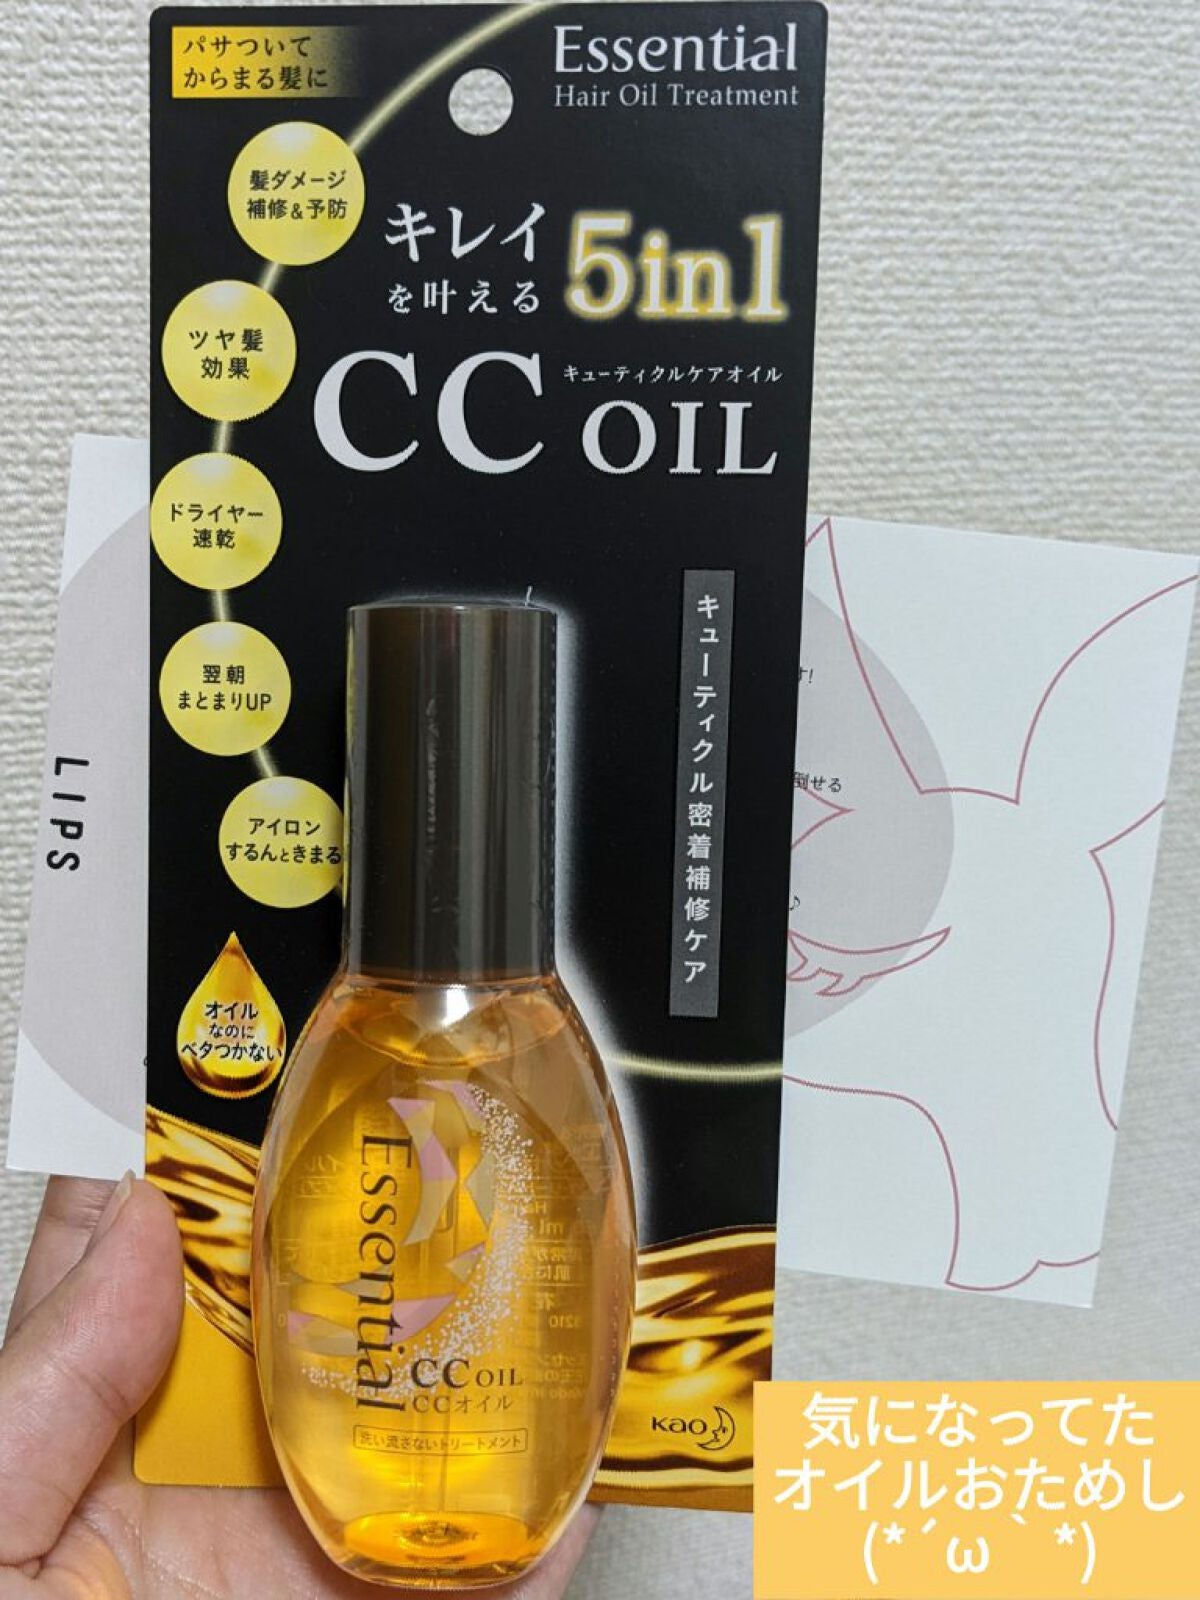 パサついて
からまる髪に
Essential
Hair Oil Treatment
髪ダメージ
補修&予防
キレイ
を叶える
5in1
ツヤ髪
効果
CC OIL
キューティクルケアオイル
ドライヤー
速乾
翌朝
まとまりUP
アイロン
するんときまる
キューティクル密着補修ケア
オイル
なのに
ベタつかない
LIPS
す!
倒せる
♪
Essential
CC OIL
CCオイル
洗い流さないトリートメント
Kao
気になってた
オイルおためし
(*´ω｀*)